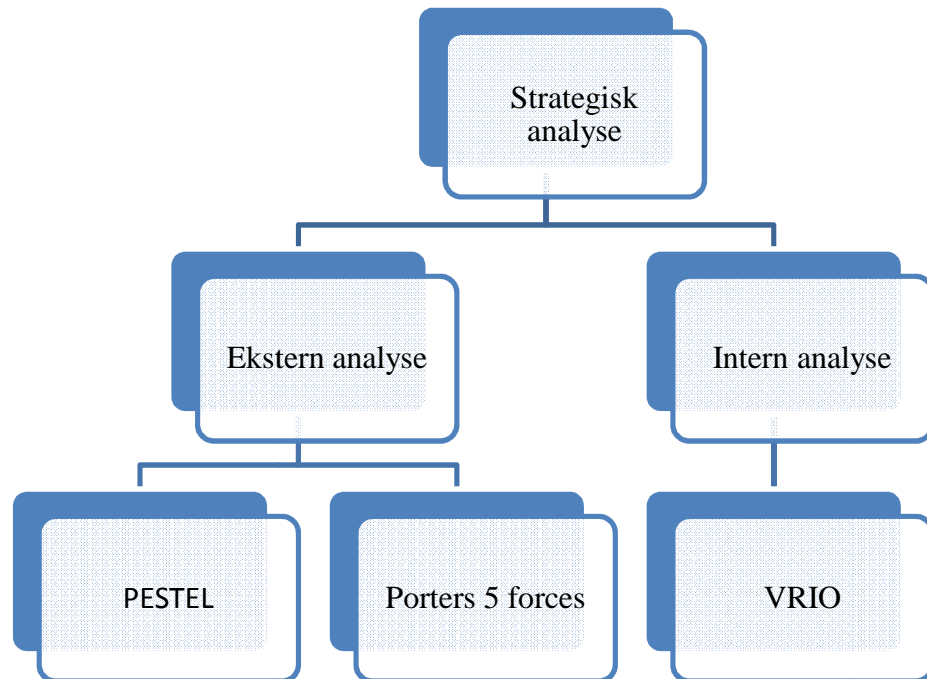 Strategisk
analyse
Ekstern analyse
Intern analyse
PESTEL
Porters 5 forces
VRIO